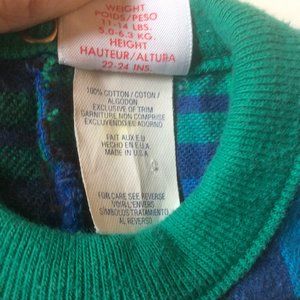 WEIGHT
POIDS/PESO
11-14 LBS.
5.0-6.3 KG.
HEIGHT
HAUTEUR/ALTURA
22-24 INS.
100% COTTON / COTON /
ALGODON
EXCLUSIVE OF TRIM
GARNITURE NON COMPRISE
EXCLUYENDO EL ADORNO
FAIT AUX E.U.
HECHO EN E.U.A.
MADE IN U.S.A.
FOR CARE SEE REVERSE
VOIR L'ENVERS
SIMBOLOS TRATAMIENTO
AL REVERSO